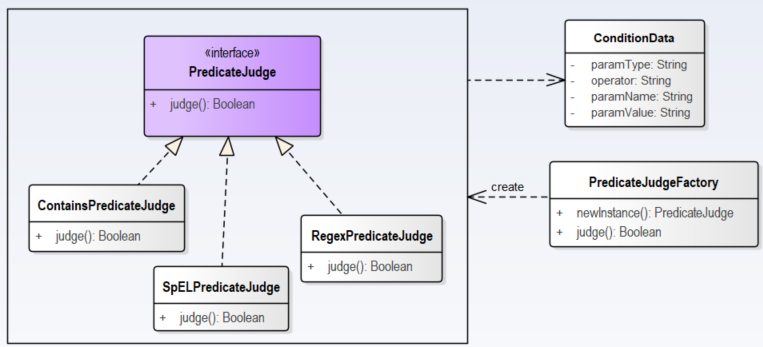 «interface»
PredicateJudge
+ judge(): Boolean
ContainsPredicateJudge
+ judge(): Boolean
SpELPredicateJudge
+ judge(): Boolean
RegexPredicateJudge
+ judge(): Boolean
ConditionData
- paramType: String
- operator: String
- paramName: String
- paramValue: String
create
PredicateJudgeFactory
+ newInstance(): PredicateJudge
+ judge(): Boolean